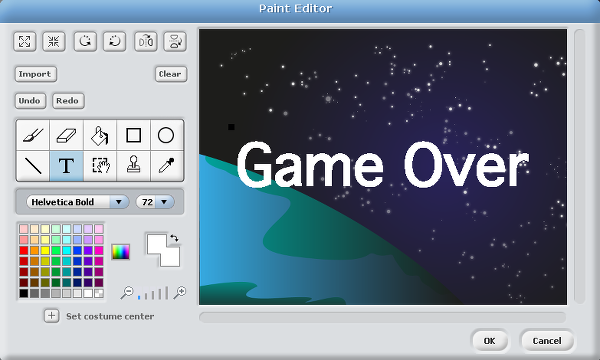 Paint Editor
Import
Clear
Undo
Redo
T
Helvetica Bold
72
Set costume center
Game Over
OK
Cancel